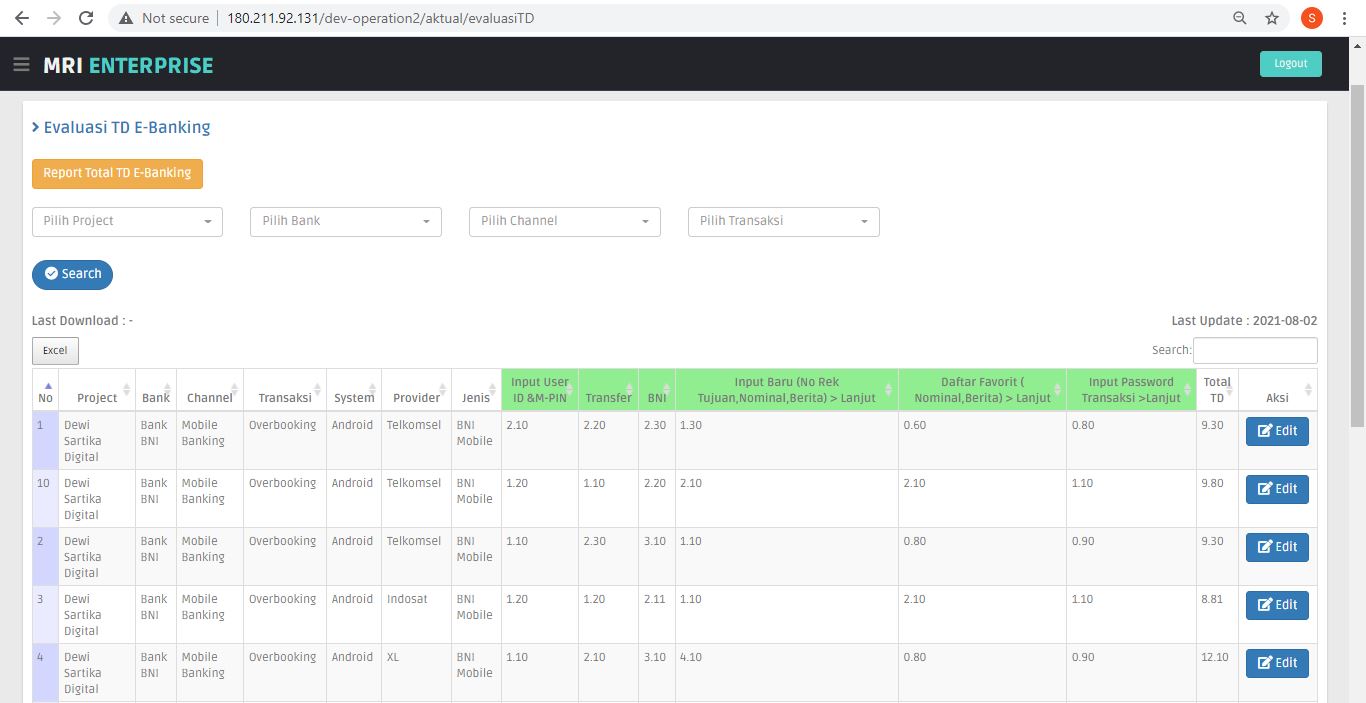 Not secure | 180.211.92.131/dev-operation2/aktual/evaluasiTD
S
MRI ENTERPRISE
Logout
Evaluasi TD E-Banking
Report Total TD E-Banking
Pilih Project
Pilih Bank
Pilih Channel
Pilih Transaksi
Search
Last Download : -
Last Update : 2021-08-02
Excel
Search:
No
Project
Bank
Channel
Transaksi
System
Provider
Jenis
Input User
ID &M-PIN
Transfer
BNI
Input Baru (No Rek
Tujuan,Nominal,Berita) > Lanjut
Daftar Favorit (
Nominal,Berita) > Lanjut
Input Password
Transaksi >Lanjut
Total
TD
Aksi
1 Dewi Bank Mobile Overbooking Android Telkomsel BNI 2.10 2.20 2.30 1.30 0.60 0.80 9.30 Edit
Sartika BNI Banking Mobile
Digital
10 Dewi Bank Mobile Overbooking Android Telkomsel BNI 1.20 1.10 2.20 2.10 2.10 1.10 9.80 Edit
Sartika BNI Banking Mobile
Digital
2 Dewi Bank Mobile Overbooking Android Telkomsel BNI 1.10 2.30 3.10 1.10 0.80 0.90 9.30 Edit
Sartika BNI Banking Mobile
Digital
3 Dewi Bank Mobile Overbooking Android Indosat BNI 1.20 1.20 2.11 1.10 2.10 1.10 8.81 Edit
Sartika BNI Banking Mobile
Digital
4 Dewi Bank Mobile Overbooking Android XL BNI 1.10 2.10 3.10 4.10 0.80 0.90 12.10 Edit
Sartika BNI Banking Mobile
Digital